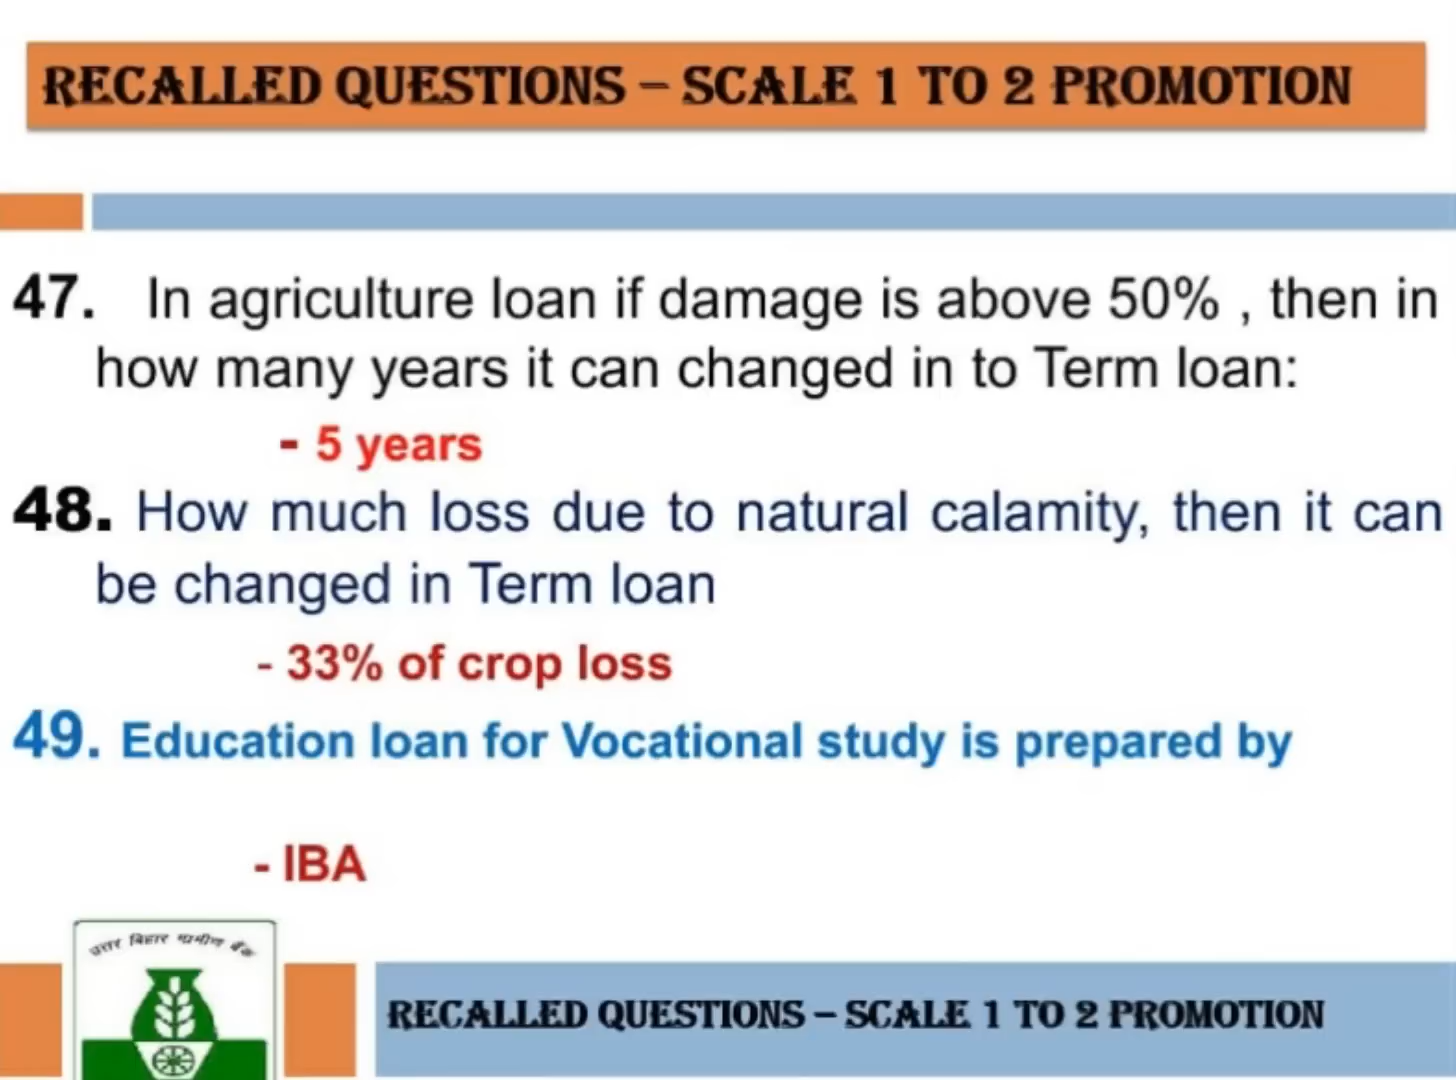 RECALLED QUESTIONS – SCALE 1 TO 2 PROMOTION
47. In agriculture loan if damage is above 50% , then in
how many years it can changed in to Term loan:
- 5 years
48. How much loss due to natural calamity, then it can
be changed in Term loan
- 33% of crop loss
49. Education loan for Vocational study is prepared by
- IBA
उत्तर बिहार ग्रामीण बैंक
RECALLED QUESTIONS – SCALE 1 TO 2 PROMOTION